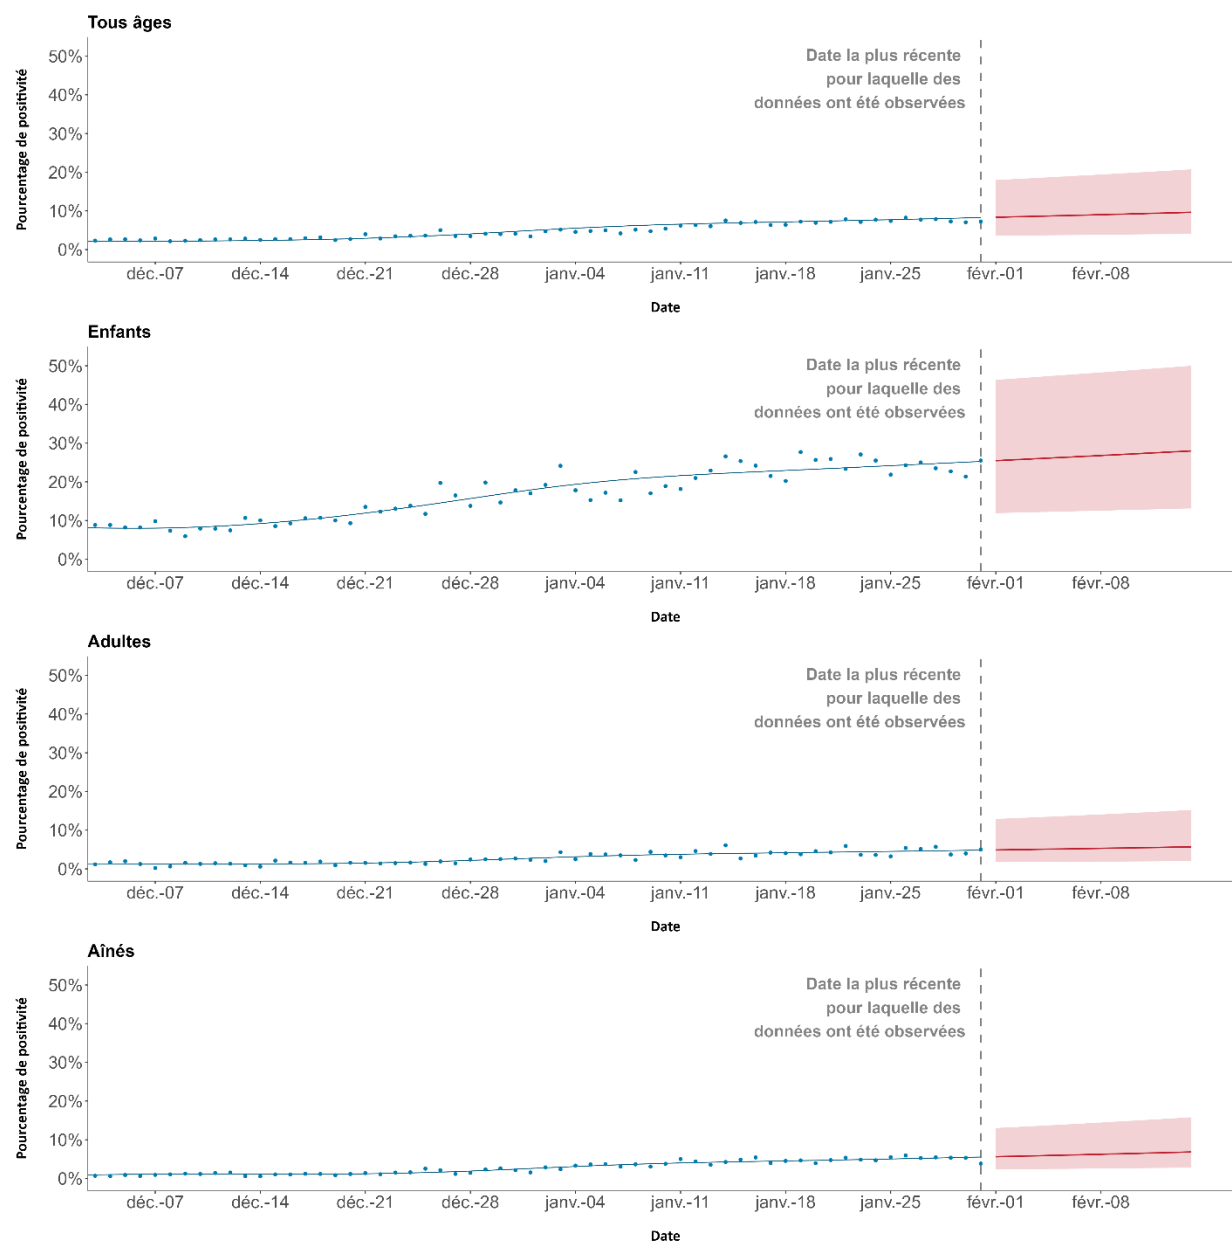 Tous âges
Pourcentage de positivité
50%
40%
30%
20%
10%
0%
Date la plus récente
pour laquelle des
données ont été observées
déc.-07 déc.-14 déc.-21 déc.-28 janv.-04 janv.-11 janv.-18 janv.-25 févr.-01 févr.-08
Date
Enfants
Pourcentage de positivité
50%
40%
30%
20%
10%
0%
Date la plus récente
pour laquelle des
données ont été observées
déc.-07 déc.-14 déc.-21 déc.-28 janv.-04 janv.-11 janv.-18 janv.-25 févr.-01 févr.-08
Date
Adultes
Pourcentage de positivité
50%
40%
30%
20%
10%
0%
Date la plus récente
pour laquelle des
données ont été observées
déc.-07 déc.-14 déc.-21 déc.-28 janv.-04 janv.-11 janv.-18 janv.-25 févr.-01 févr.-08
Date
Aînés
Pourcentage de positivité
50%
40%
30%
20%
10%
0%
Date la plus récente
pour laquelle des
données ont été observées
déc.-07 déc.-14 déc.-21 déc.-28 janv.-04 janv.-11 janv.-18 janv.-25 févr.-01 févr.-08
Date